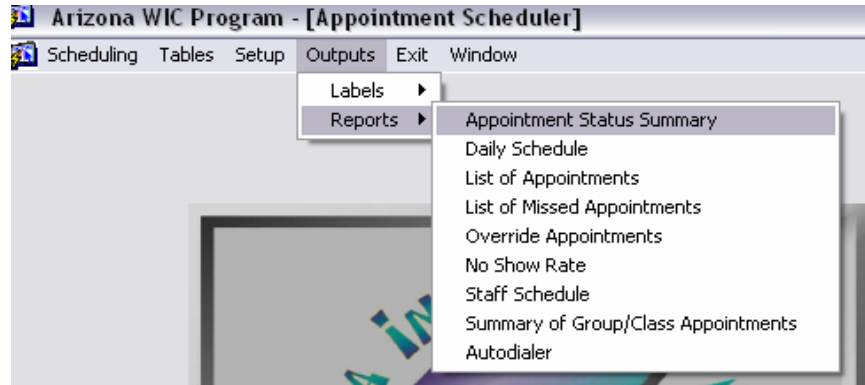 Arizona WIC Program - [Appointment Scheduler]
Scheduling Tables Setup Outputs Exit Window
Labels
Reports
Appointment Status Summary
Daily Schedule
List of Appointments
List of Missed Appointments
Override Appointments
No Show Rate
Staff Schedule
Summary of Group/Class Appointments
Autodialer